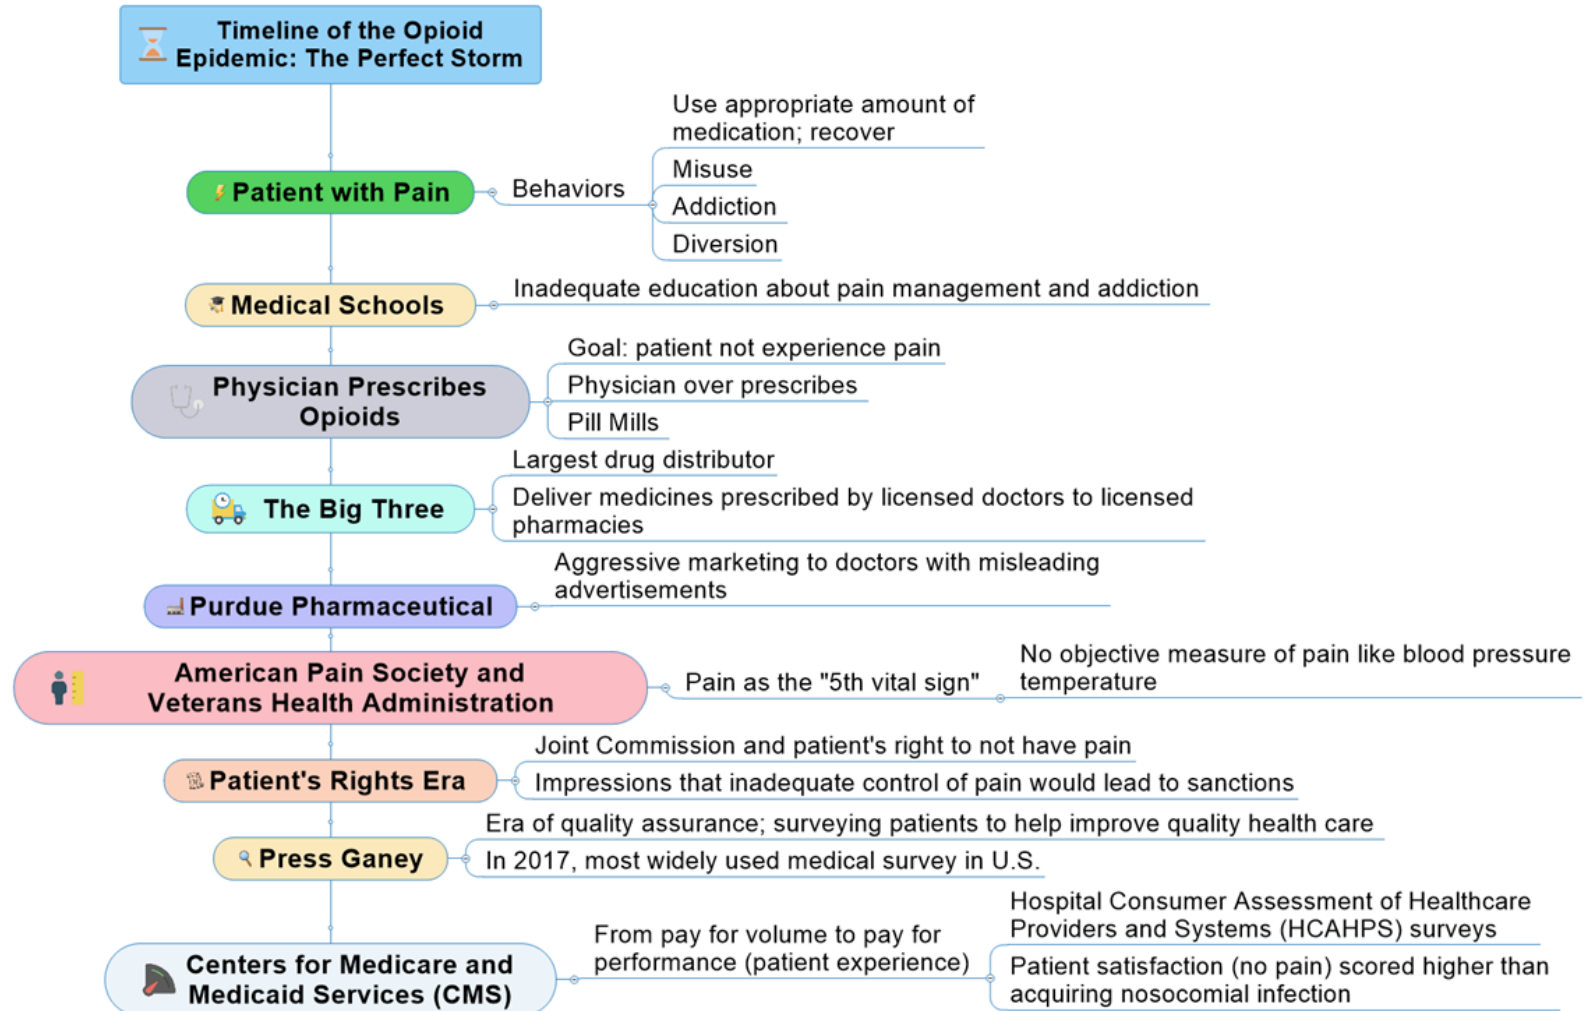 Timeline of the Opioid
Epidemic: The Perfect Storm
Use appropriate amount of
medication; recover
Patient with Pain
Behaviors
Misuse
Addiction
Diversion
Medical Schools
Inadequate education about pain management and addiction
Physician Prescribes
Opioids
Goal: patient not experience pain
Physician over prescribes
Pill Mills
The Big Three
Largest drug distributor
Deliver medicines prescribed by licensed doctors to licensed
pharmacies
Purdue Pharmaceutical
Aggressive marketing to doctors with misleading
advertisements
American Pain Society and
Veterans Health Administration
Pain as the "5th vital sign"
No objective measure of pain like blood pressure
temperature
Patient's Rights Era
Joint Commission and patient's right to not have pain
Impressions that inadequate control of pain would lead to sanctions
Press Ganey
Era of quality assurance; surveying patients to help improve quality health care
In 2017, most widely used medical survey in U.S.
Centers for Medicare and
Medicaid Services (CMS)
From pay for volume to pay for
performance (patient experience)
Hospital Consumer Assessment of Healthcare
Providers and Systems (HCAHPS) surveys
Patient satisfaction (no pain) scored higher than
acquiring nosocomial infection